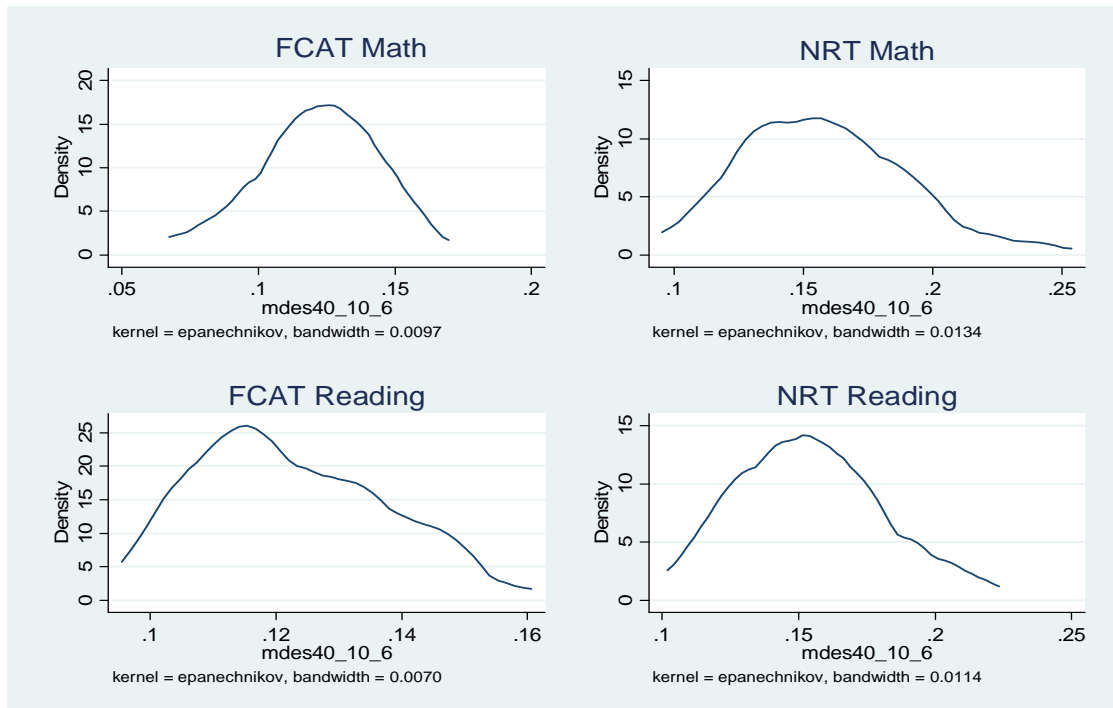 FCAT Math
Density
0 5 10 15 20
.05 .1 .15 .2
mdes40_10_6
kernel = epanechnikov, bandwidth = 0.0097
NRT Math
Density
0 5 10 15
.1 .15 .2 .25
mdes40_10_6
kernel = epanechnikov, bandwidth = 0.0134
FCAT Reading
Density
0 5 10 15 20 25
.1 .12 .14 .16
mdes40_10_6
kernel = epanechnikov, bandwidth = 0.0070
NRT Reading
Density
0 5 10 15
.1 .15 .2 .25
mdes40_10_6
kernel = epanechnikov, bandwidth = 0.0114